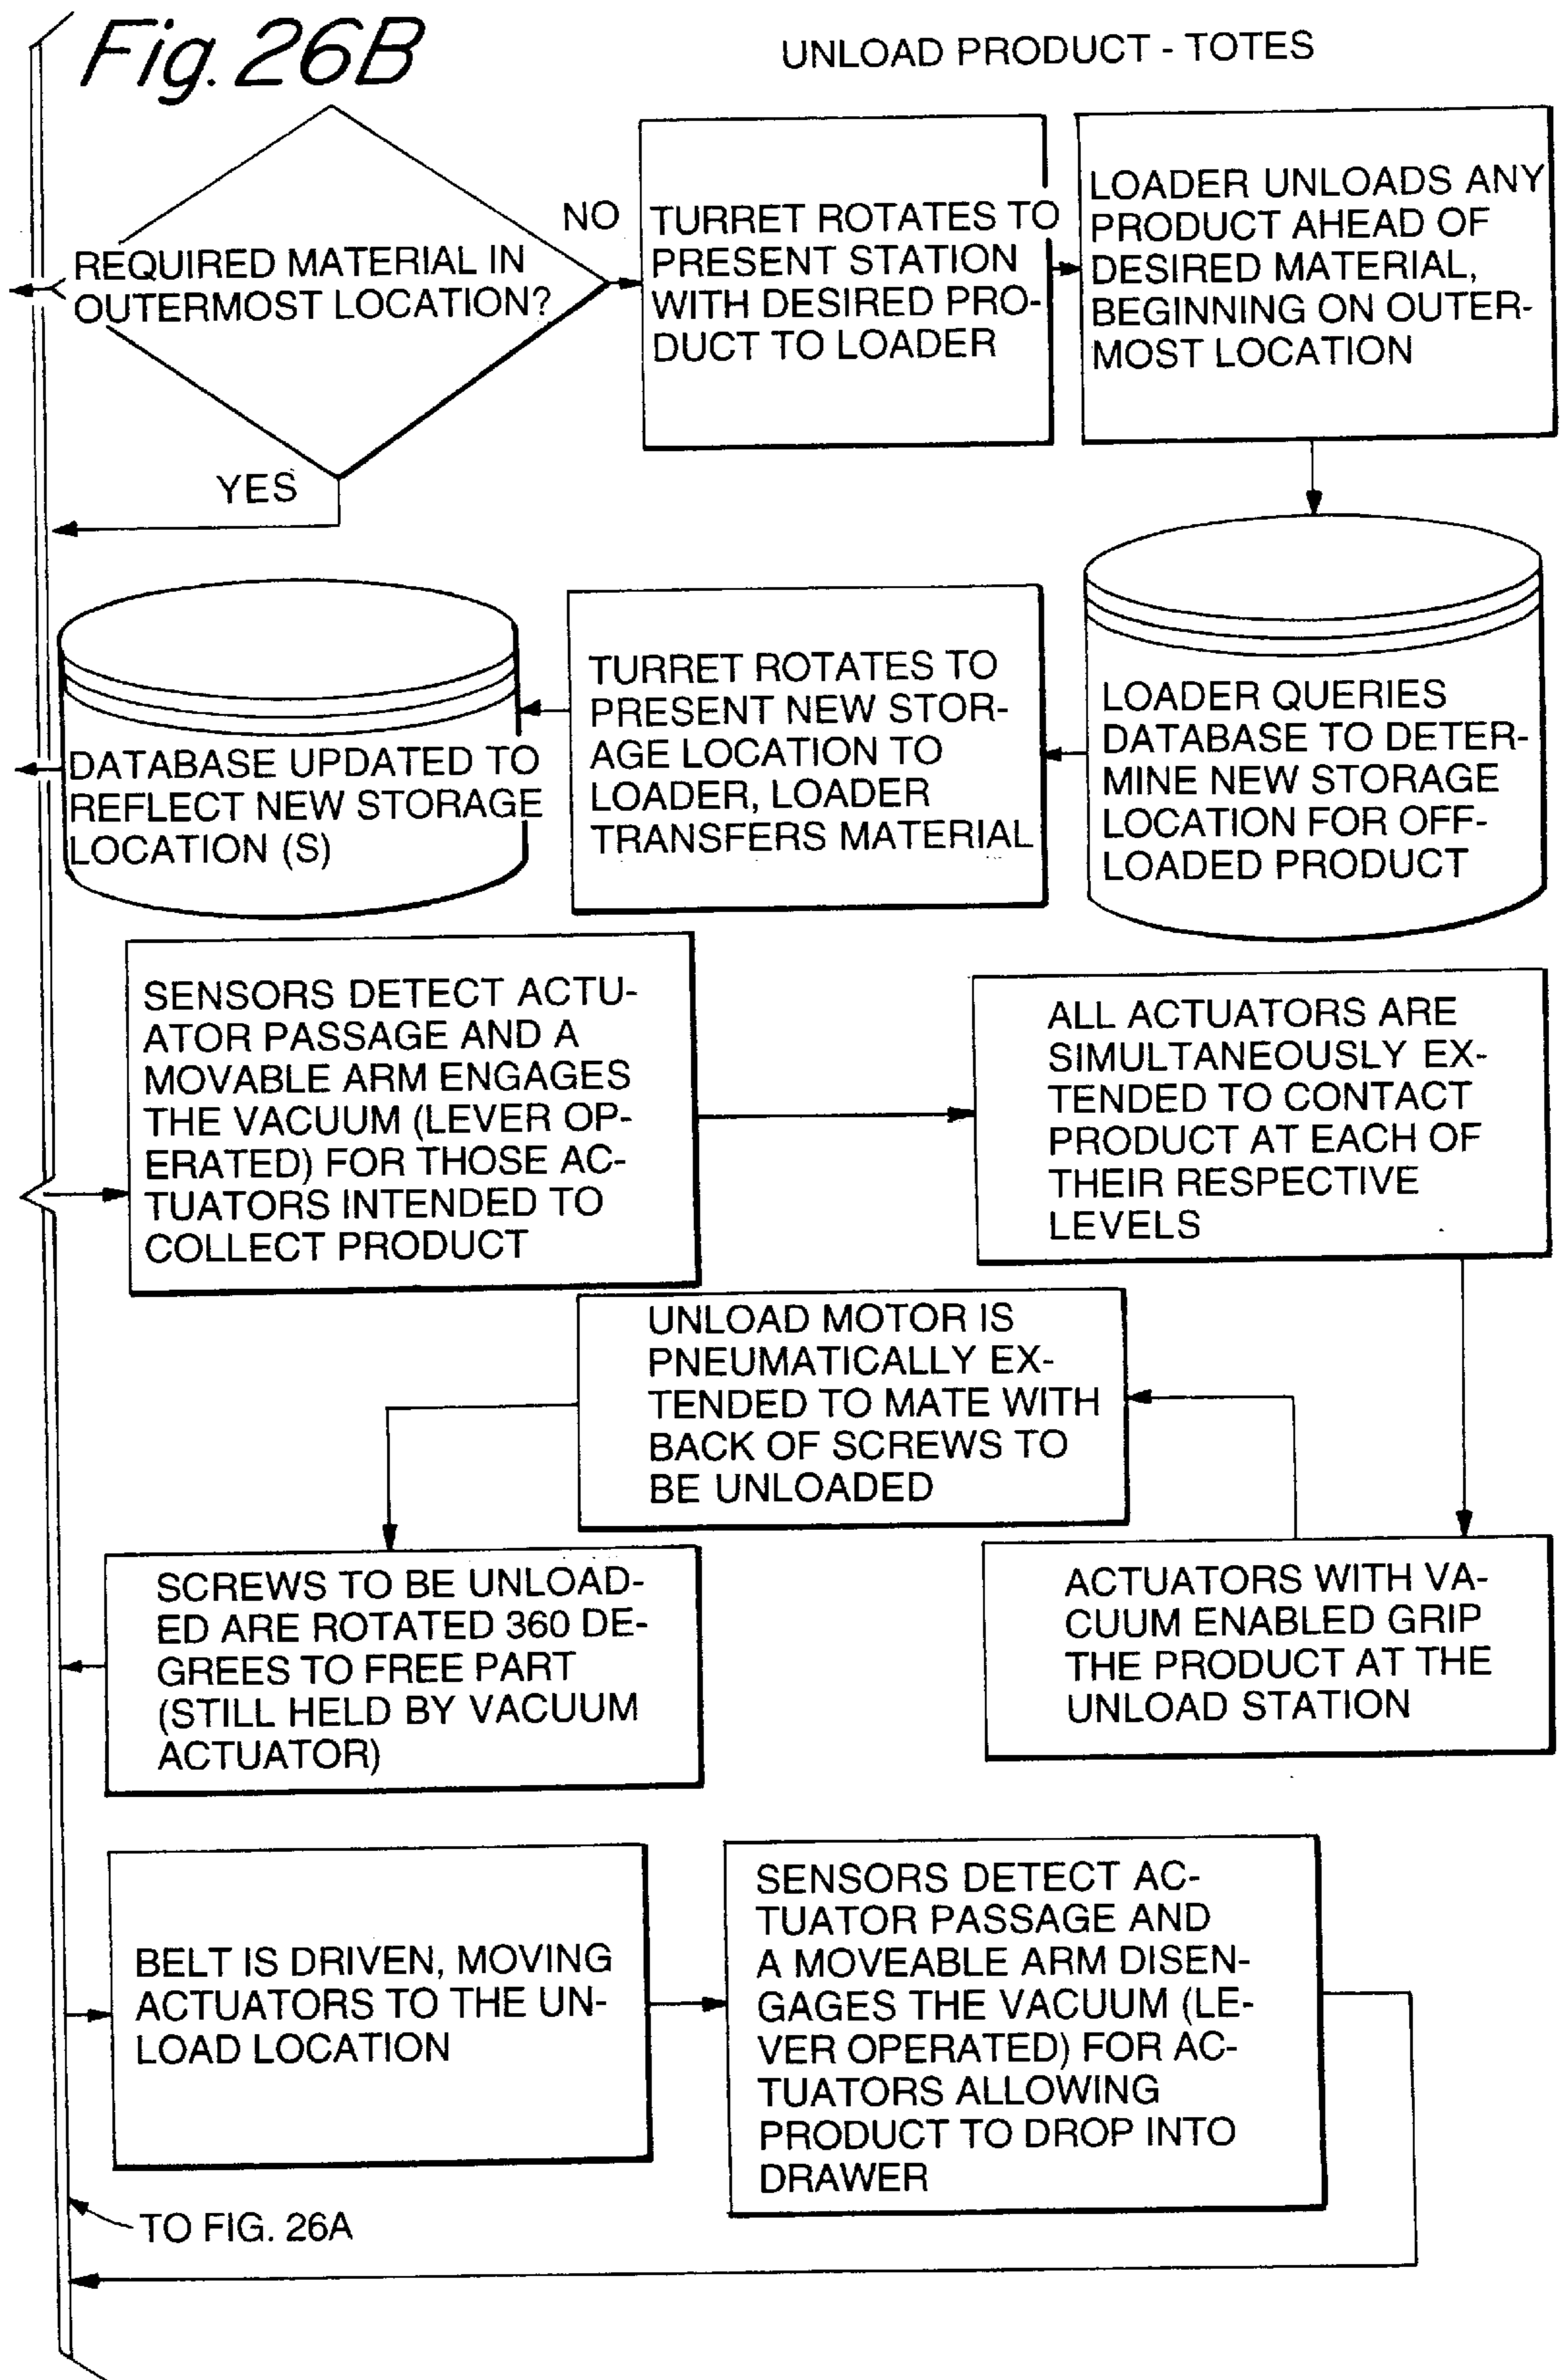 Fig. 26B
UNLOAD PRODUCT - TOTES
REQUIRED MATERIAL IN
OUTERMOST LOCATION?
NO
YES
TURRET ROTATES TO
PRESENT STATION
WITH DESIRED PRO-
DUCT TO LOADER
LOADER UNLOADS ANY
PRODUCT AHEAD OF
DESIRED MATERIAL,
BEGINNING ON OUTER-
MOST LOCATION
LOADER QUERIES
DATABASE TO DETER-
MINE NEW STORAGE
LOCATION FOR OFF-
LOADED PRODUCT
TURRET ROTATES TO
PRESENT NEW STOR-
AGE LOCATION TO
LOADER, LOADER
TRANSFERS MATERIAL
DATABASE UPDATED TO
REFLECT NEW STORAGE
LOCATION (S)
SENSORS DETECT ACTU-
ATOR PASSAGE AND A
MOVABLE ARM ENGAGES
THE VACUUM (LEVER OP-
ERATED) FOR THOSE AC-
TUATORS INTENDED TO
COLLECT PRODUCT
ALL ACTUATORS ARE
SIMULTANEOUSLY EX-
TENDED TO CONTACT
PRODUCT AT EACH OF
THEIR RESPECTIVE
LEVELS
ACTUATORS WITH VA-
CUUM ENABLED GRIP
THE PRODUCT AT THE
UNLOAD STATION
UNLOAD MOTOR IS
PNEUMATICALLY EX-
TENDED TO MATE WITH
BACK OF SCREWS TO
BE UNLOADED
SCREWS TO BE UNLOAD-
ED ARE ROTATED 360 DE-
GREES TO FREE PART
(STILL HELD BY VACUUM
ACTUATOR)
BELT IS DRIVEN, MOVING
ACTUATORS TO THE UN-
LOAD LOCATION
SENSORS DETECT AC-
TUATOR PASSAGE AND
A MOVEABLE ARM DISEN-
GAGES THE VACUUM (LE-
VER OPERATED) FOR AC-
TUATORS ALLOWING
PRODUCT TO DROP INTO
DRAWER
TO FIG. 26A